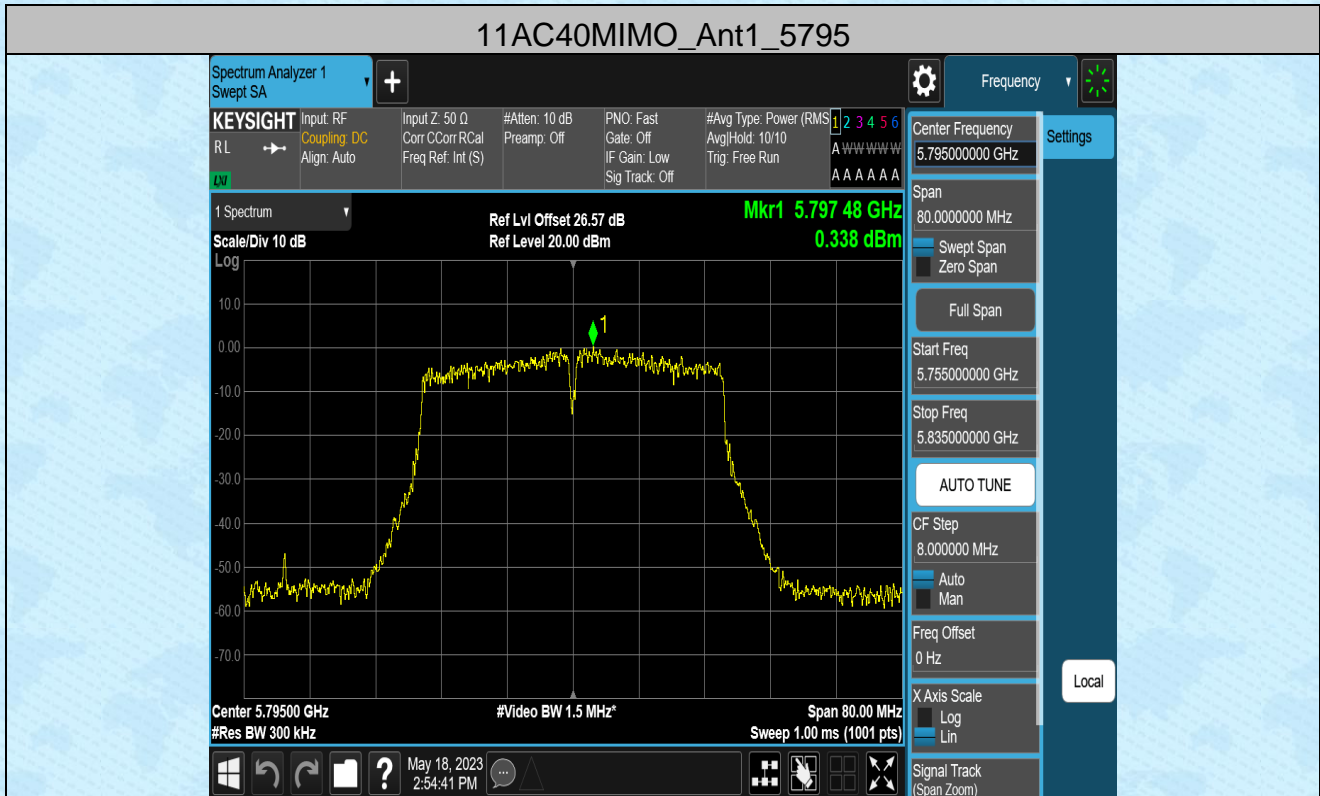 11AC40MIMO_Ant1_5795
Spectrum Analyzer 1
Swept SA
+
Frequency
KEYSIGHT
RL
LXI
Input: RF
Coupling: DC
Align: Auto
Input Z: 50 Ω
Corr CCorr RCal
Freq Ref: Int (S)
#Atten: 10 dB
Preamp: Off
PNO: Fast
Gate: Off
IF Gain: Low
Sig Track: Off
#Avg Type: Power (RMS
Avg|Hold: 10/10
Trig: Free Run
1 2 3 4 5 6
A W W W W W
A A A A A A
1 Spectrum
Scale/Div 10 dB
Ref Lvl Offset 26.57 dB
Ref Level 20.00 dBm
Mkr1 5.797 48 GHz
0.338 dBm
Log
1
10.0
0.00
-10.0
-20.0
-30.0
-40.0
-50.0
-60.0
-70.0
Center 5.79500 GHz
#Res BW 300 kHz
#Video BW 1.5 MHz*
Span 80.00 MHz
Sweep 1.00 ms (1001 pts)
?
May 18, 2023
2:54:41 PM
Center Frequency
5.795000000 GHz
Settings
Span
80.0000000 MHz
Swept Span
Zero Span
Full Span
Start Freq
5.755000000 GHz
Stop Freq
5.835000000 GHz
AUTO TUNE
CF Step
8.000000 MHz
Auto
Man
Freq Offset
0 Hz
X Axis Scale
Log
Lin
Local
Signal Track
(Span Zoom)